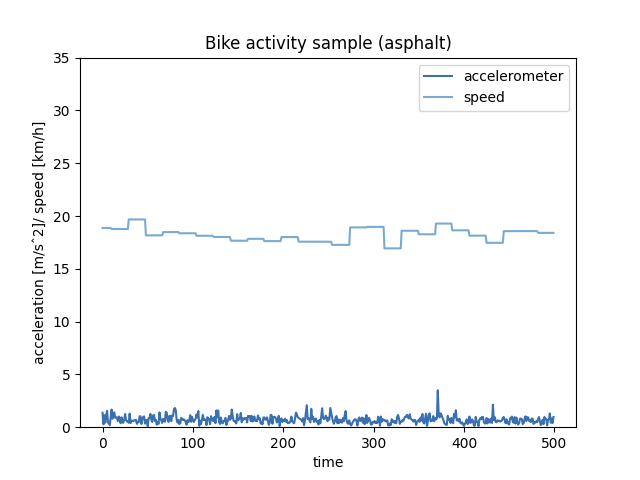 Bike activity sample (asphalt)
accelerometer
speed
acceleration [m/s^2]/ speed [km/h]
35
30
25
20
15
10
5
0
0 100 200 300 400 500
time